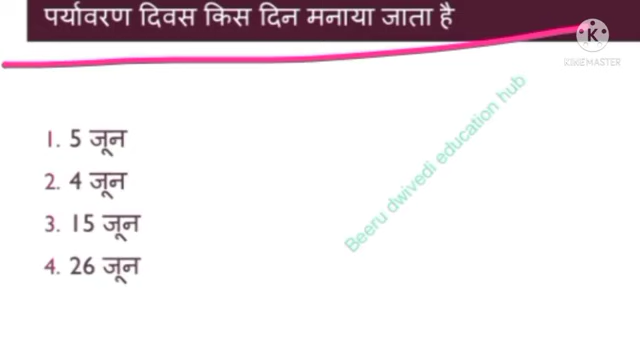 पर्यावरण दिवस किस दिन मनाया जाता है
K
KINEMASTER
1. 5 जून
2. 4 जून
3. 15 जून
4. 26 जून
Beeru dwivedi education hub